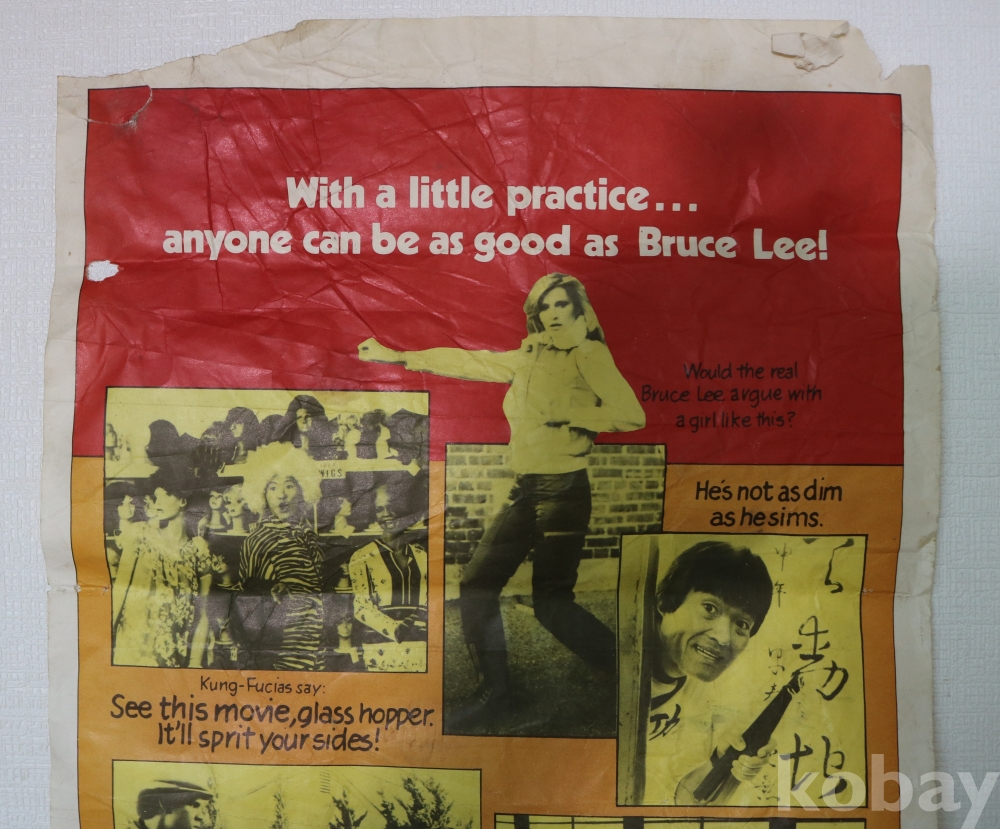 With a little practice...
anyone can be as good as Bruce Lee!
Would the real
Bruce Lee argue with
a girl like this?
He's not as dim
as he sims.
WIGS
Kung-Fucias say:
See this movie, glass hopper.
It'll sprit your sides!
功
kobay